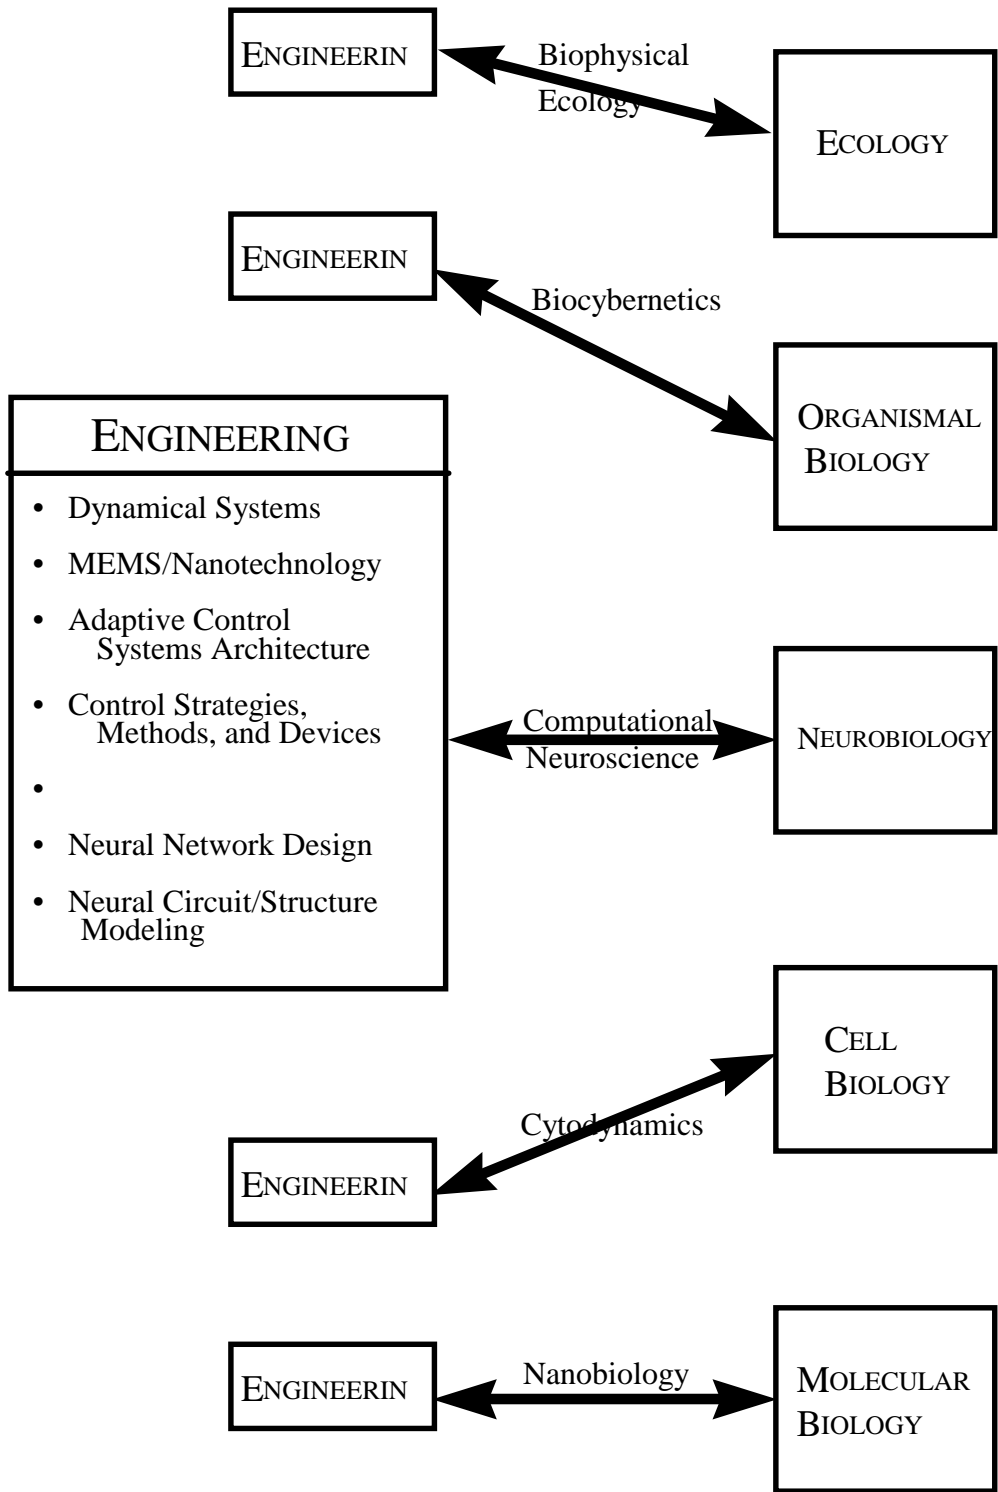 ENGINEERIN
Biophysical
Ecology
ECOLOGY
ENGINEERIN
Biocybernetics
ORGANISMAL
BIOLOGY
ENGINEERING
• Dynamical Systems
• MEMS/Nanotechnology
• Adaptive Control
Systems Architecture
• Control Strategies,
Methods, and Devices
•
• Neural Network Design
• Neural Circuit/Structure
Modeling
Computational
Neuroscience
NEUROBIOLOGY
CELL
BIOLOGY
Cytodynamics
ENGINEERIN
ENGINEERIN
Nanobiology
MOLECULAR
BIOLOGY